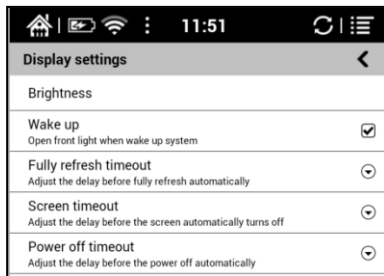 11:51
Display settings
Brightness
Wake up
Open front light when wake up system
Fully refresh timeout
Adjust the delay before fully refresh automatically
Screen timeout
Adjust the delay before the screen automatically turns off
Power off timeout
Adjust the delay before the power off automatically